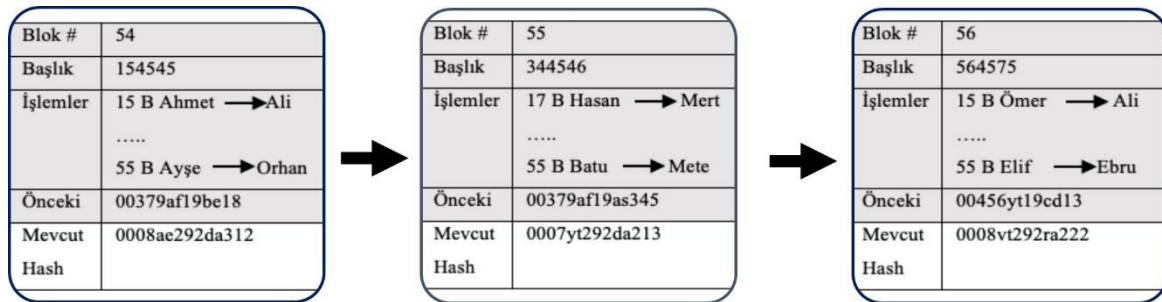 Blok # 54
Başlık 154545
İşlemler 15 B Ahmet Ali
…..
55 B Ayşe Orhan
Önceki 00379af19be18
Mevcut 0008ae292da312
Hash
Blok # 55
Başlık 344546
İşlemler 17 B Hasan Mert
…..
55 B Batu Mete
Önceki 00379af19as345
Mevcut 0007yt292da213
Hash
Blok # 56
Başlık 564575
İşlemler 15 B Ömer Ali
…..
55 B Elif Ebru
Önceki 00456yt19cd13
Mevcut 0008vt292ra222
Hash